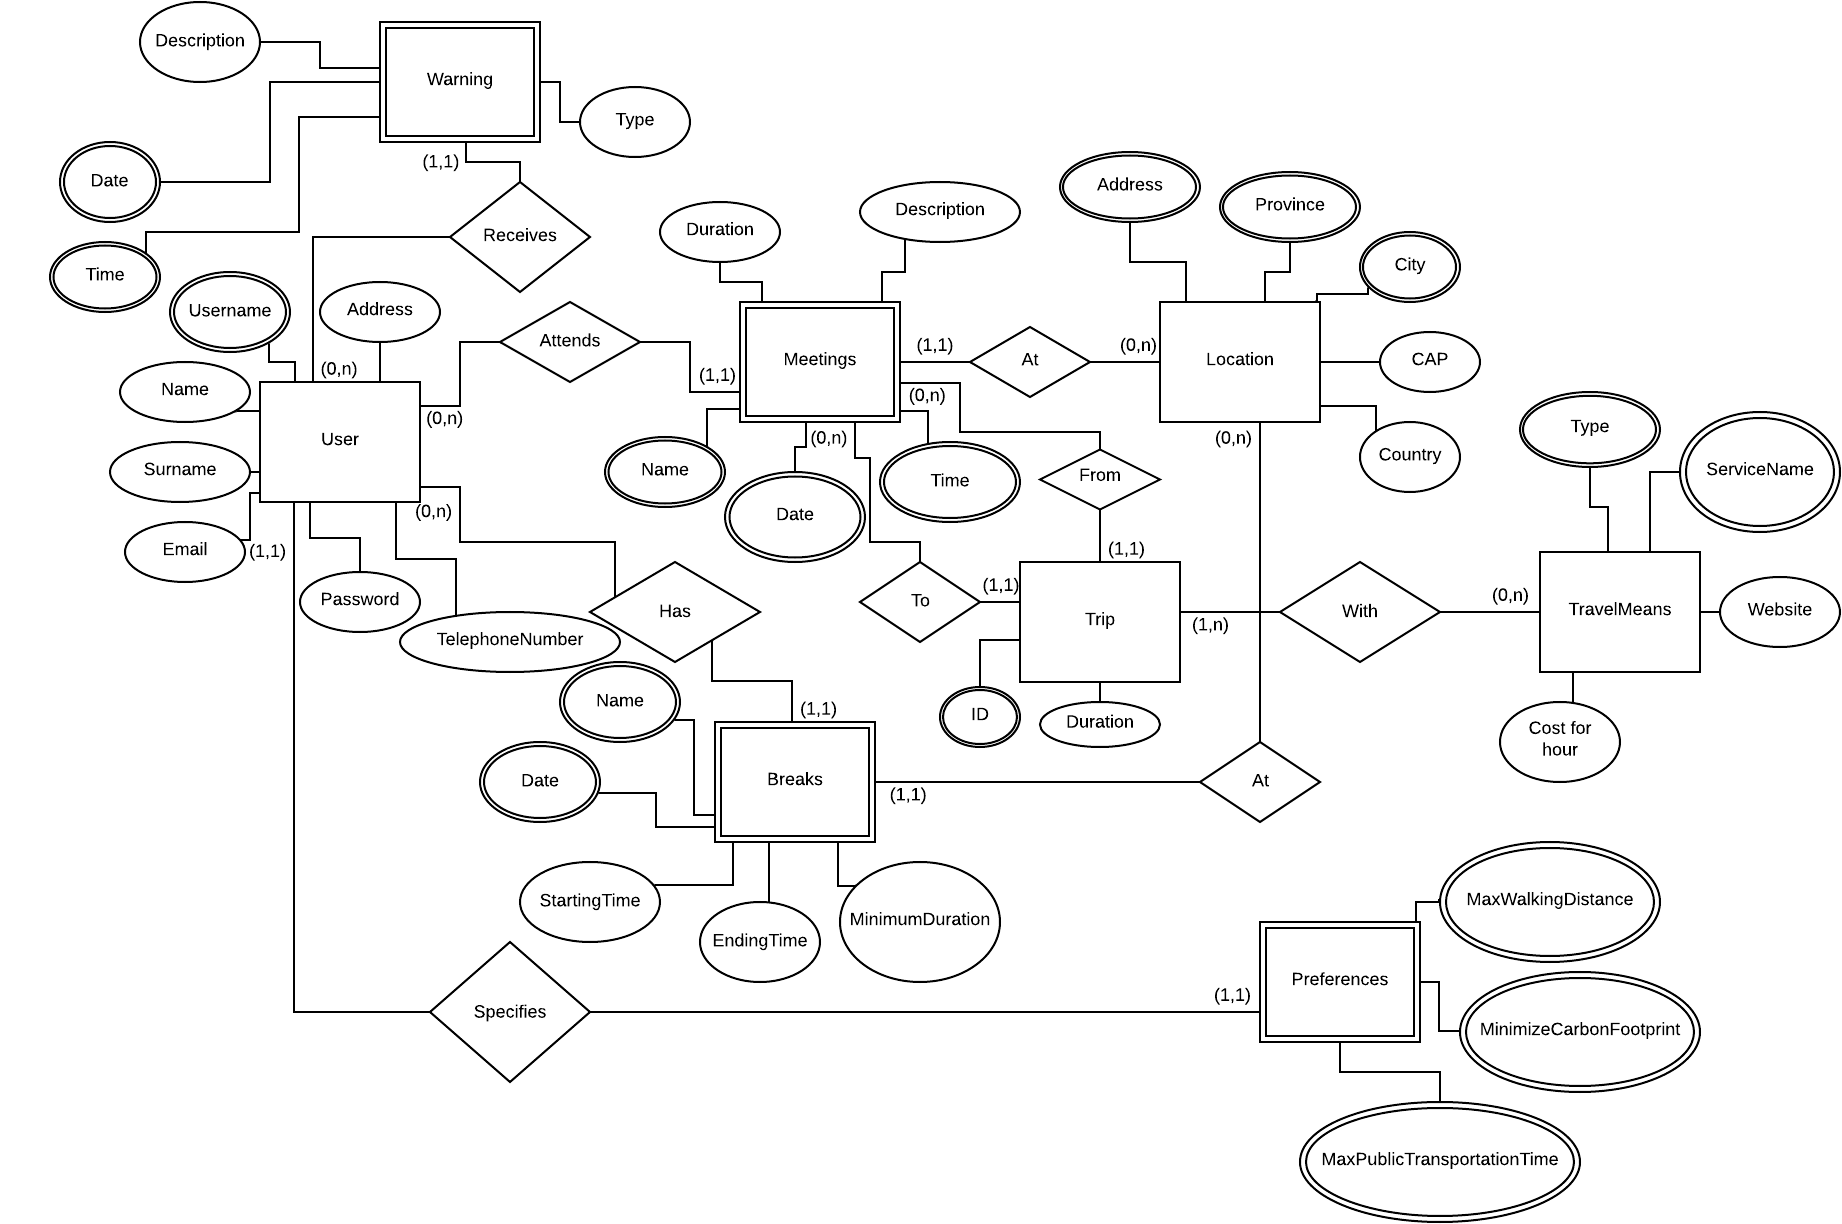 Description
Warning
Type
(1,1)
Date
Time
Receives
Username
Address
Name
(0,n)
User
Surname
Email
(1,1)
Password
TelephoneNumber
(0,n)
Attends
(1,1)
(0,n)
Duration
Description
Meetings
(1,1)
At
(0,n)
Address
Province
City
Location
CAP
Country
(0,n)
Name
(0,n)
Date
(0,n)
Time
From
(1,1)
To
(1,1)
Trip
(1,n)
ID
Duration
With
(0,n)
Type
ServiceName
TravelMeans
Website
Cost for
hour
Has
(1,1)
Name
Date
Breaks
(1,1)
At
StartingTime
EndingTime
MinimumDuration
Specifies
(1,1)
Preferences
MaxWalkingDistance
MinimizeCarbonFootprint
MaxPublicTransportationTime